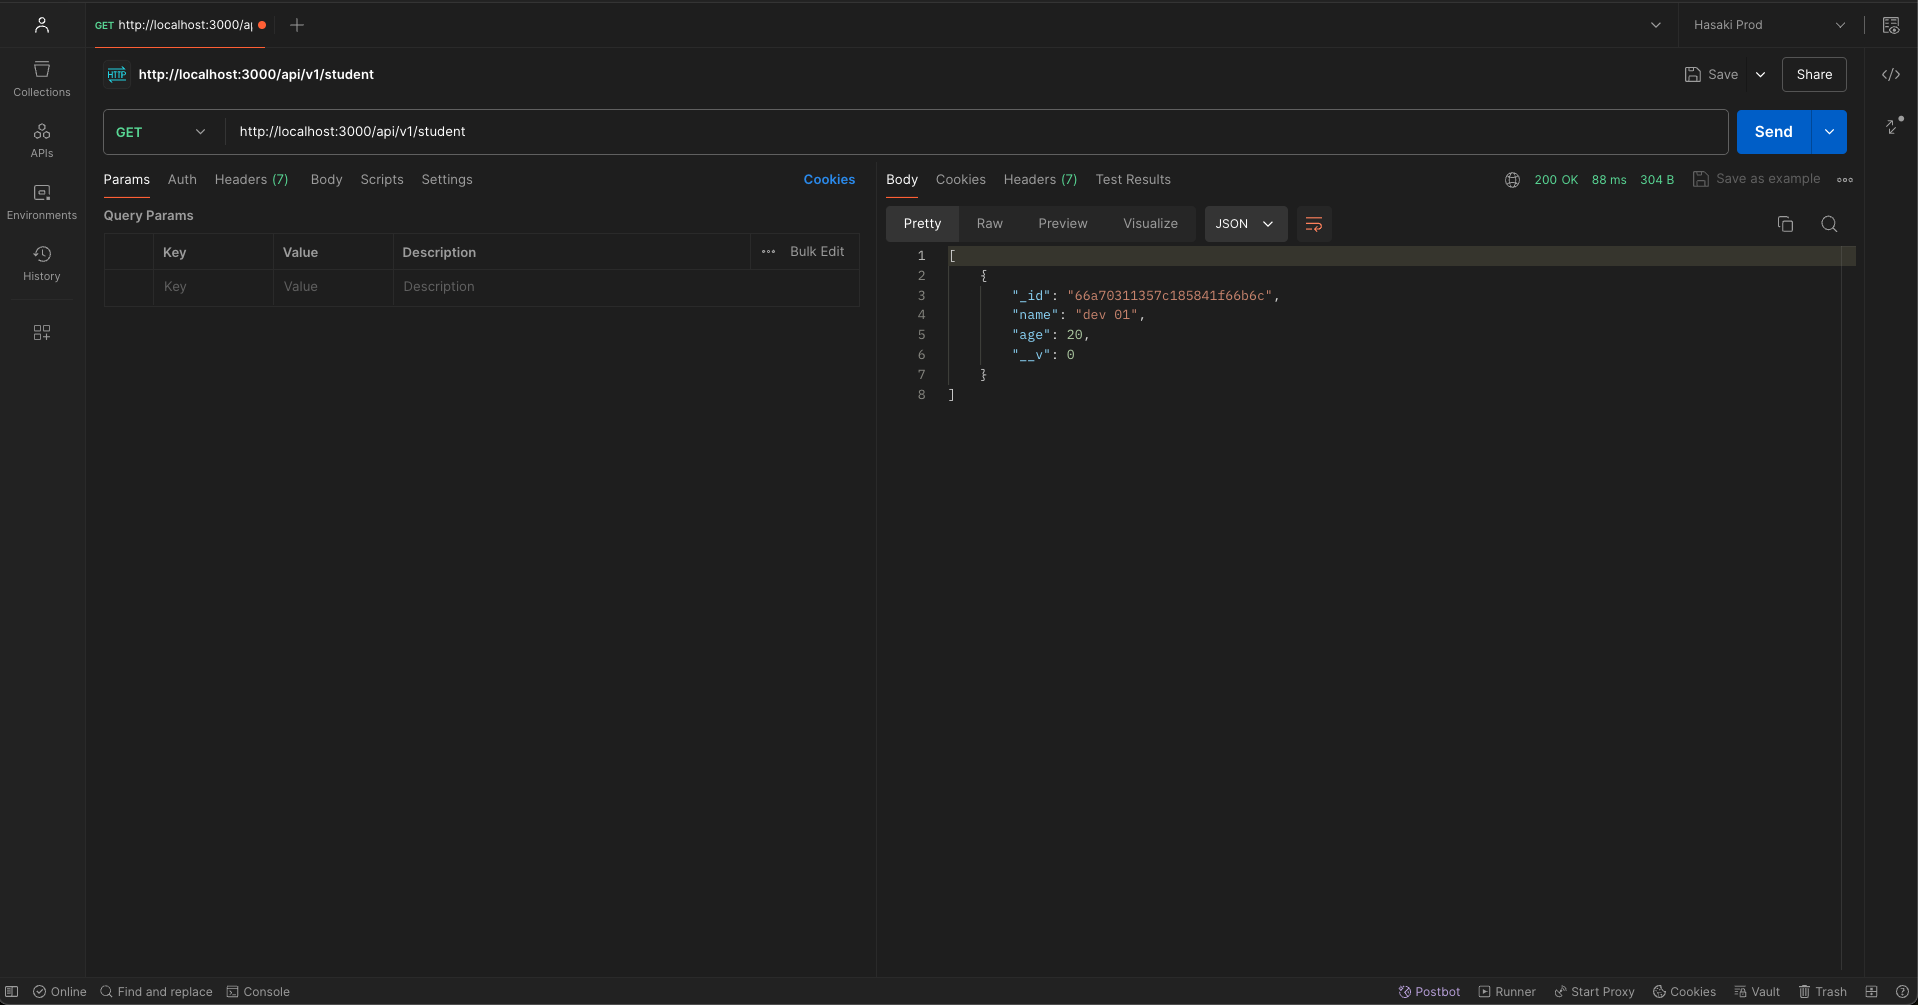 GET http://localhost:3000/a
Hasaki Prod
Collections
APIs
Environments
History
HTTP http://localhost:3000/api/v1/student
Save
Share
GET http://localhost:3000/api/v1/student
Send
Params Auth Headers (7) Body Scripts Settings Cookies
Query Params
Key Value Description ••• Bulk Edit
Key Value Description
Body Cookies Headers (7) Test Results
200 OK 88 ms 304 B Save as example
Pretty Raw Preview Visualize JSON
1 [
2 {
3 "_id": "66a70311357c185841f66b6c",
4 "name": "dev 01",
5 "age": 20,
6 "__v": 0
7 }
8 ]
Online Find and replace Console
Postbot Runner Start Proxy Cookies Vault Trash